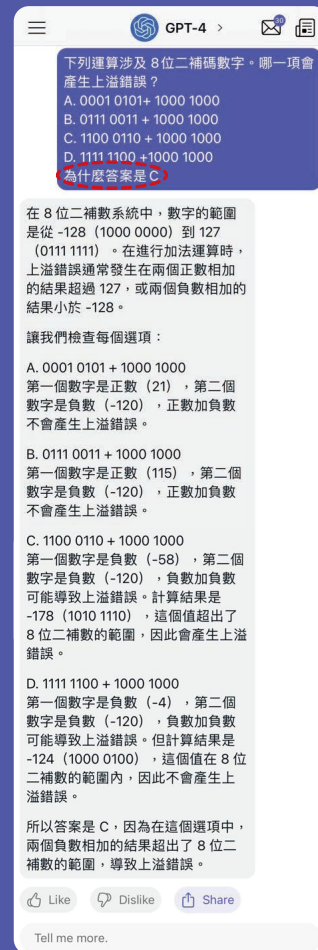 GPT-4 >
30
下列運算涉及 8位二補碼數字。哪一項會
產生上溢錯誤？
A. 0001 0101+ 1000 1000
B. 0111 0011 + 1000 1000
C. 1100 0110 + 1000 1000
D. 1111 1100 +1000 1000
為什麼答案是 C
在 8 位二補數系統中，數字的範圍
是從 -128（1000 0000）到 127
（0111 1111）。在進行加法運算時，
上溢錯誤通常發生在兩個正數相加
的結果超過 127，或兩個負數相加的
結果小於 -128。
讓我們檢查每個選項：
A. 0001 0101 + 1000 1000
第一個數字是正數（21），第二個
數字是負數（-120），正數加負數
不會產生上溢錯誤。
B. 0111 0011 + 1000 1000
第一個數字是正數（115），第二個
數字是負數（-120），正數加負數
不會產生上溢錯誤。
C. 1100 0110 + 1000 1000
第一個數字是負數（-58），第二個
數字是負數（-120），負數加負數
可能導致上溢錯誤。計算結果是
-178（1010 1110），這個值超出了
8 位二補數的範圍，因此會產生上溢
錯誤。
D. 1111 1100 + 1000 1000
第一個數字是負數（-4），第二個
數字是負數（-120），負數加負數
可能導致上溢錯誤。但計算結果是
-124（1000 0100），這個值在 8 位
二補數的範圍內，因此不會產生上
溢錯誤。
所以答案是 C，因為在這個選項中，
兩個負數相加的結果超出了 8 位二
補數的範圍，導致上溢錯誤。
Like Dislike Share
Tell me more.